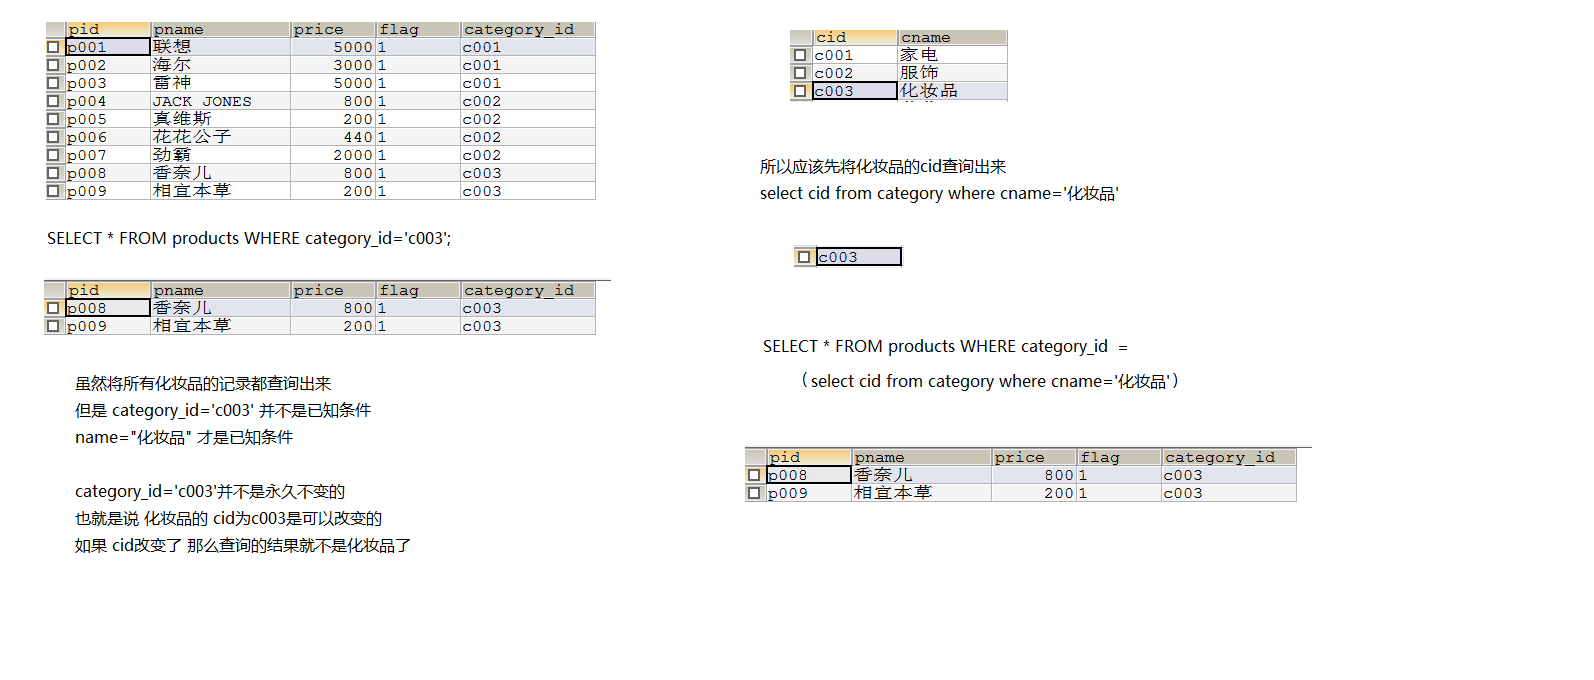 pid pname price flag category_id
p001 联想 5000 1 c001
p002 海尔 3000 1 c001
p003 雷神 5000 1 c001
p004 JACK JONES 800 1 c002
p005 真维斯 200 1 c002
p006 花花公子 440 1 c002
p007 劲霸 2000 1 c002
p008 香奈儿 800 1 c003
p009 相宜本草 200 1 c003
SELECT * FROM products WHERE category_id='c003';
pid pname price flag category_id
p008 香奈儿 800 1 c003
p009 相宜本草 200 1 c003
虽然将所有化妆品的记录都查询出来
但是 category_id='c003' 并不是已知条件
name="化妆品" 才是已知条件
category_id='c003'并不是永久不变的
也就是说 化妆品的 cid为c003是可以改变的
如果 cid改变了 那么查询的结果就不是化妆品了
cid cname
c001 家电
c002 服饰
c003 化妆品
所以应该先将化妆品的cid查询出来
select cid from category where cname='化妆品'
c003
SELECT * FROM products WHERE category_id =
（select cid from category where cname='化妆品'）
pid pname price flag category_id
p008 香奈儿 800 1 c003
p009 相宜本草 200 1 c003